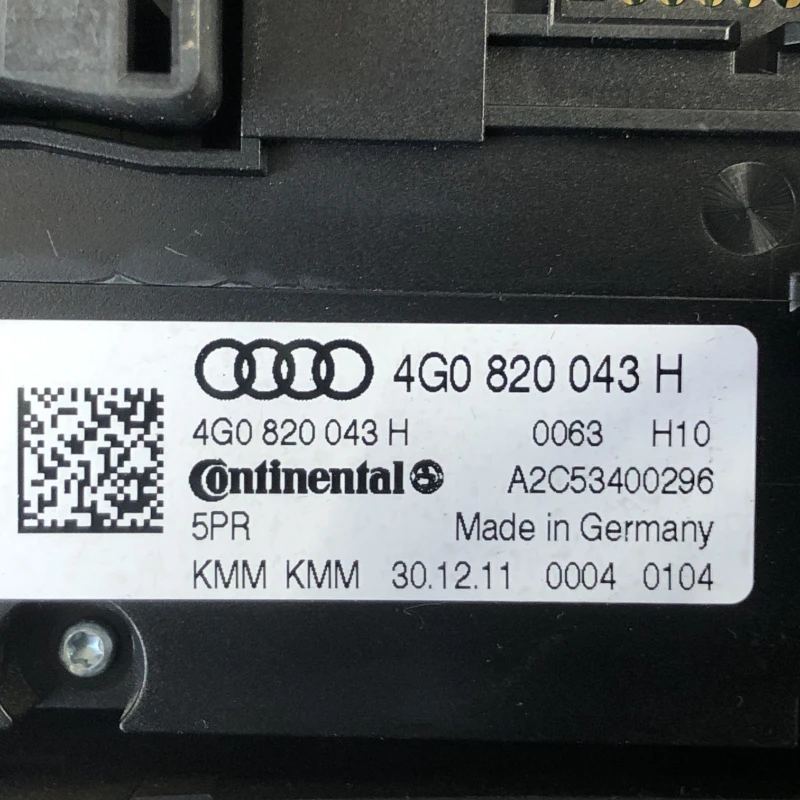 4G0 820 043 H
4G0 820 043 H 0063 H10
Continental A2C53400296
5PR Made in Germany
KMM KMM 30.12.11 0004 0104